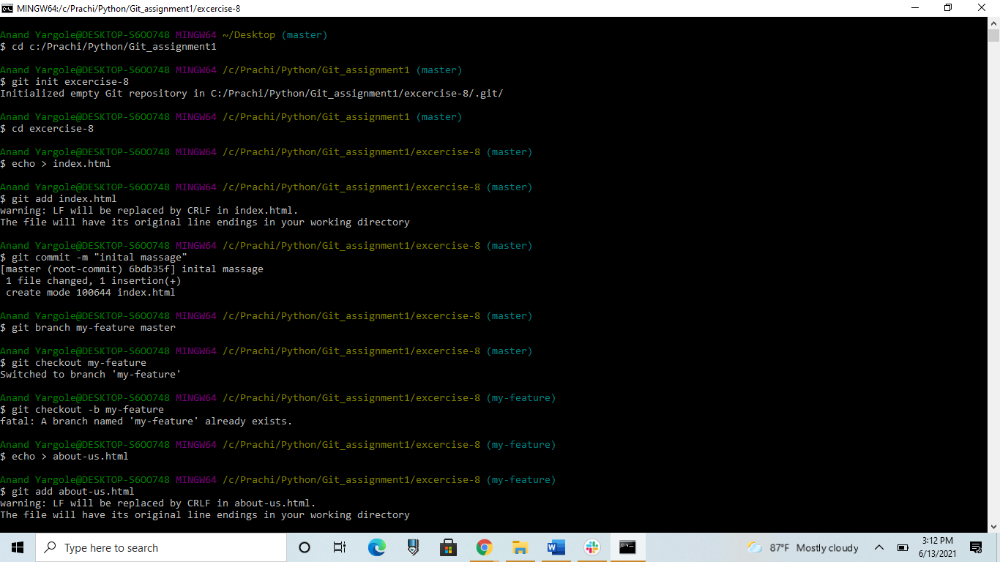 MINGW64:/c/Prachi/Python/Git_assignment1/excercise-8
Anand Yargole@DESKTOP-S6OO748 MINGW64 ~/Desktop (master)
$ cd c:/Prachi/Python/Git_assignment1
Anand Yargole@DESKTOP-S6OO748 MINGW64 /c/Prachi/Python/Git_assignment1 (master)
$ git init excercise-8
Initialized empty Git repository in C:/Prachi/Python/Git_assignment1/excercise-8/.git/
Anand Yargole@DESKTOP-S6OO748 MINGW64 /c/Prachi/Python/Git_assignment1 (master)
$ cd excercise-8
Anand Yargole@DESKTOP-S6OO748 MINGW64 /c/Prachi/Python/Git_assignment1/excercise-8 (master)
$ echo > index.html
Anand Yargole@DESKTOP-S6OO748 MINGW64 /c/Prachi/Python/Git_assignment1/excercise-8 (master)
$ git add index.html
warning: LF will be replaced by CRLF in index.html.
The file will have its original line endings in your working directory
Anand Yargole@DESKTOP-S6OO748 MINGW64 /c/Prachi/Python/Git_assignment1/excercise-8 (master)
$ git commit -m "inital massage"
[master (root-commit) 6bdb35f] inital massage
1 file changed, 1 insertion(+)
create mode 100644 index.html
Anand Yargole@DESKTOP-S6OO748 MINGW64 /c/Prachi/Python/Git_assignment1/excercise-8 (master)
$ git branch my-feature master
Anand Yargole@DESKTOP-S6OO748 MINGW64 /c/Prachi/Python/Git_assignment1/excercise-8 (master)
$ git checkout my-feature
Switched to branch 'my-feature'
Anand Yargole@DESKTOP-S6OO748 MINGW64 /c/Prachi/Python/Git_assignment1/excercise-8 (my-feature)
$ git checkout -b my-feature
fatal: A branch named 'my-feature' already exists.
Anand Yargole@DESKTOP-S6OO748 MINGW64 /c/Prachi/Python/Git_assignment1/excercise-8 (my-feature)
$ echo > about-us.html
Anand Yargole@DESKTOP-S6OO748 MINGW64 /c/Prachi/Python/Git_assignment1/excercise-8 (my-feature)
$ git add about-us.html
warning: LF will be replaced by CRLF in about-us.html.
The file will have its original line endings in your working directory
Type here to search
87°F Mostly cloudy
3:12 PM
6/13/2021